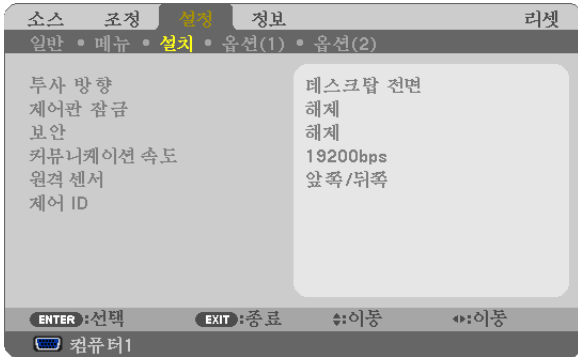 소스 조정 설정 정보 리셋
일반 • 메뉴 • 설치 • 옵션(1) • 옵션(2)
투사 방향 데스크탑 전면
제어판 잠금 해제
보안 해제
커뮤니케이션 속도 19200bps
원격 센서 앞쪽/뒤쪽
제어 ID
ENTER :선택 EXIT :종료 :이동 :이동
컴퓨터1